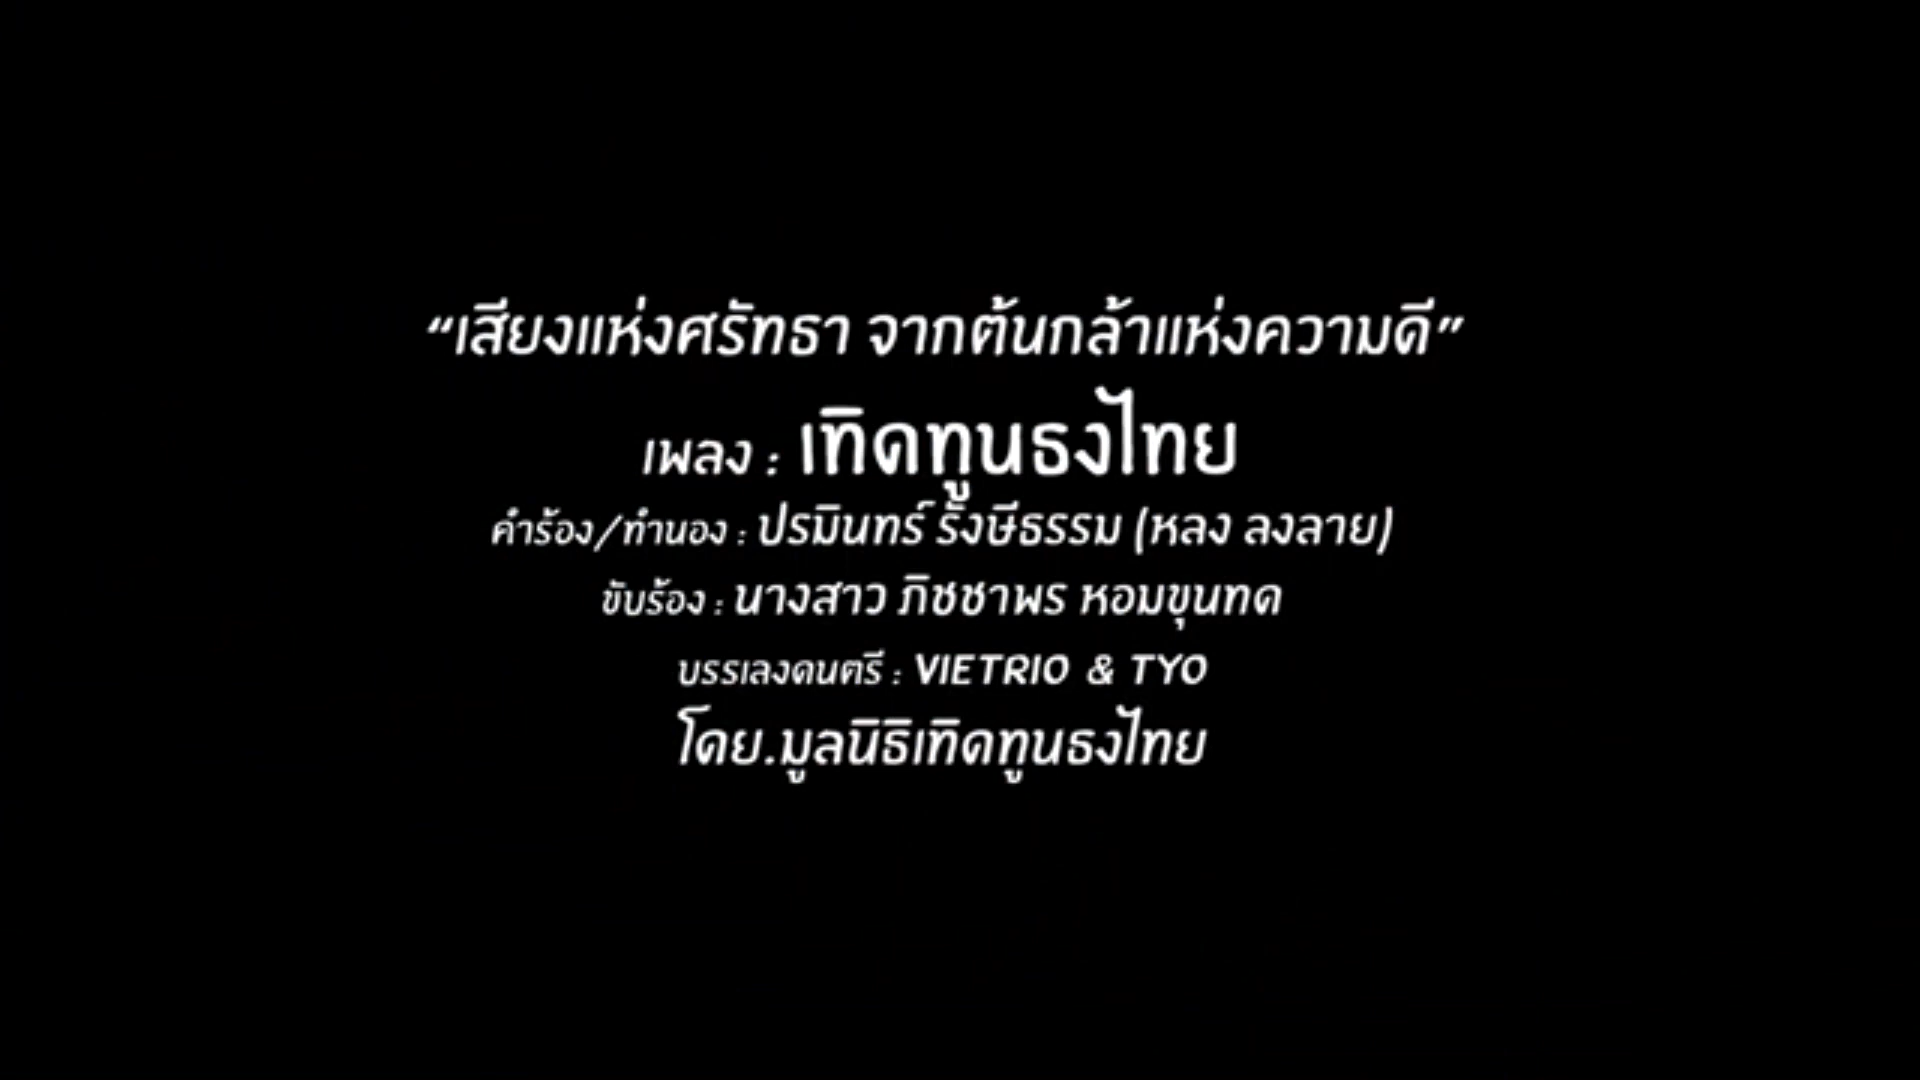 “เสียงแห่งศรัทธา จากต้นกล้าแห่งความดี”
เพลง : เทิดทูนธงไทย
คำร้อง/ทำนอง : ปรมินทร์ รังษีธรรม (หลง ลงลาย)
ขับร้อง : นางสาว ภิชชาพร หอมขุนทด
บรรเลงดนตรี : VIETRIO & TYO
โดย.มูลนิธิเทิดทูนธงไทย